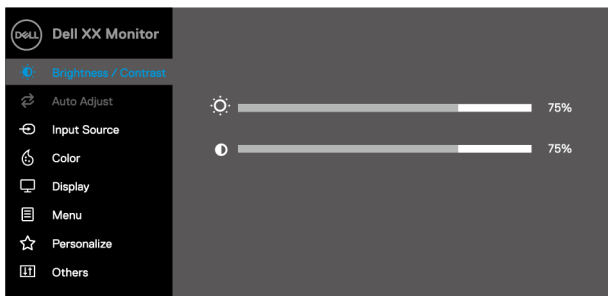 DELL Dell XX Monitor
Brightness / Contrast
Auto Adjust
Input Source
Color
Display
Menu
Personalize
Others
75%
75%